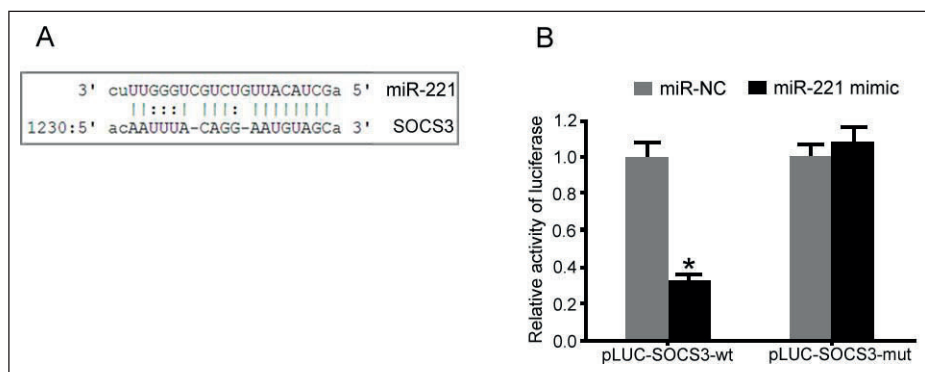 A
3' cuUUGGGUCGUCUGUUACAUCGa 5' miR-221
||:::| |||: ||||||||
1230:5' acAAUUUA-CAGG-AAUGUAGCa 3' SOCS3
B
miR-NC miR-221 mimic
Relative activity of luciferase
1.2
1.0
0.8
0.6
0.4
0.2
0.0
*
pLUC-SOCS3-wt pLUC-SOCS3-mut